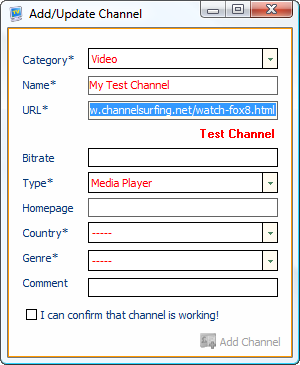 Add/Update Channel
Category* Video
Name* My Test Channel
URL* w.channelsurfing.net/watch-fox8.html
Test Channel
Bitrate
Type* Media Player
Homepage
Country* -----
Genre* -----
Comment
I can confirm that channel is working!
Add Channel